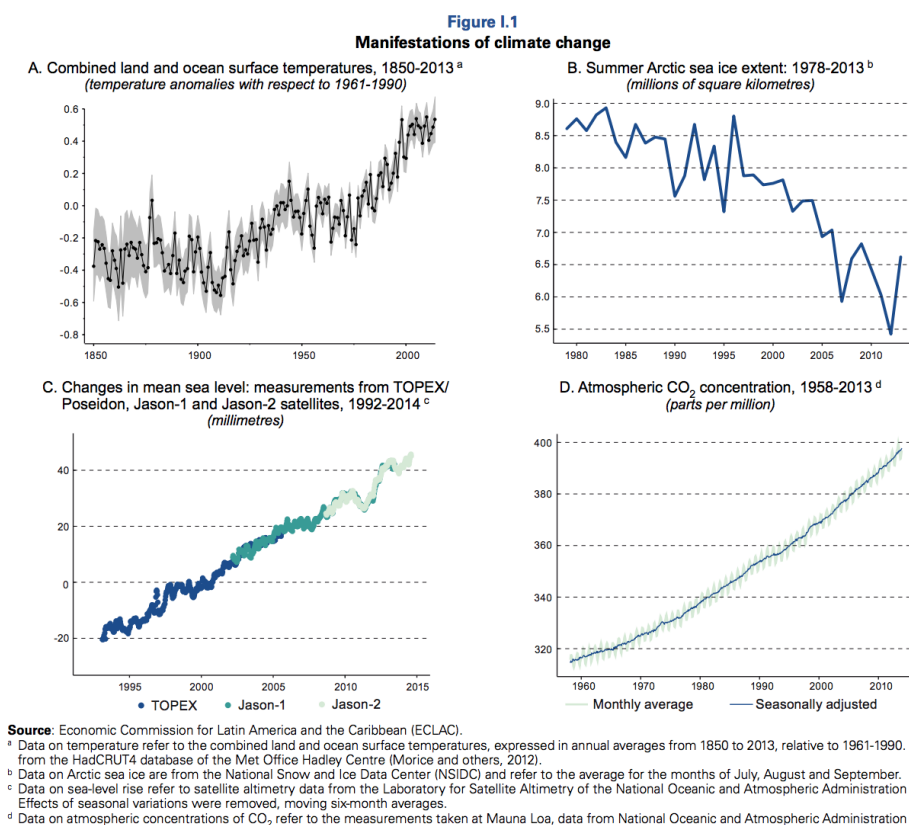 Figure I.1
Manifestations of climate change
A. Combined land and ocean surface temperatures, 1850-2013 a
(temperature anomalies with respect to 1961-1990)
0.6
0.4
0.2
0.0
-0.2
-0.4
-0.6
-0.8
1850 1900 1950 2000
B. Summer Arctic sea ice extent: 1978-2013 b
(millions of square kilometres)
9.0
8.5
8.0
7.5
7.0
6.5
6.0
5.5
1980 1985 1990 1995 2000 2005 2010
C. Changes in mean sea level: measurements from TOPEX/
Poseidon, Jason-1 and Jason-2 satellites, 1992-2014 c
(millimetres)
40
20
0
-20
1995 2000 2005 2010 2015
TOPEX Jason-1 Jason-2
D. Atmospheric CO2 concentration, 1958-2013 d
(parts per million)
400
380
360
340
320
1960 1970 1980 1990 2000 2010
Monthly average Seasonally adjusted
Source: Economic Commission for Latin America and the Caribbean (ECLAC).
a Data on temperature refer to the combined land and ocean surface temperatures, expressed in annual averages from 1850 to 2013, relative to 1961-1990.
from the HadCRUT4 database of the Met Office Hadley Centre (Morice and others, 2012).
b Data on Arctic sea ice are from the National Snow and Ice Data Center (NSIDC) and refer to the average for the months of July, August and September.
c Data on sea-level rise refer to satellite altimetry data from the Laboratory for Satellite Altimetry of the National Oceanic and Atmospheric Administration
Effects of seasonal variations were removed, moving six-month averages.
d Data on atmospheric concentrations of CO2 refer to the measurements taken at Mauna Loa, data from National Oceanic and Atmospheric Administration